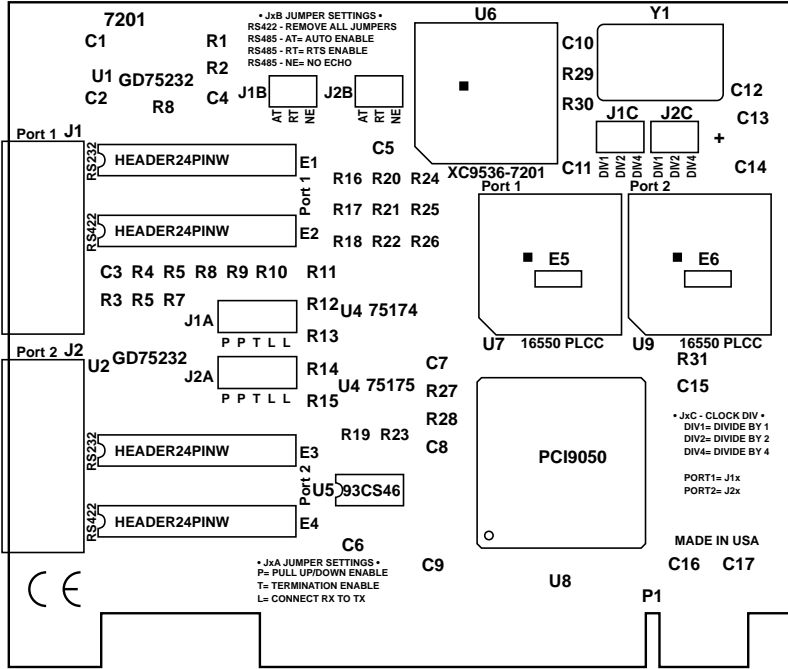 7201
C1
R1
U1
GD75232
R2
C2
R8
C4
• JxB JUMPER SETTINGS •
RS422 - REMOVE ALL JUMPERS
RS485 - AT= AUTO ENABLE
RS485 - RT= RTS ENABLE
RS485 - NE= NO ECHO
J1B
J2B
AT
RT
NE
AT
RT
NE
U6
XC9536-7201
Y1
C10
R29
R30
C11
J1C
J2C
DIV1
DIV2
DIV4
DIV1
DIV2
DIV4
C12
C13
+
C14
Port 1
J1
RS232
HEADER24PINW
E1
Port 1
RS422
HEADER24PINW
E2
C5
R16 R20 R24
R17 R21 R25
R18 R22 R26
Port 1
E5
U7
16550 PLCC
Port 2
E6
U9
16550 PLCC
C3 R4 R5 R8 R9 R10
R11
R3 R5 R7
R12
J1A
U4 75174
R13
P P T L L
Port 2
J2
U2
GD75232
R14
J2A
U4 75175
R15
P P T L L
C7
R27
R28
C8
R19 R23
R31
C15
RS232
HEADER24PINW
E3
Port 2
RS422
HEADER24PINW
E4
U5
93CS46
C6
C9
PCI9050
U8
• JxC - CLOCK DIV •
DIV1= DIVIDE BY 1
DIV2= DIVIDE BY 2
DIV4= DIVIDE BY 4
PORT1= J1x
PORT2= J2x
MADE IN USA
C16
C17
P1
• JxA JUMPER SETTINGS •
P= PULL UP/DOWN ENABLE
T= TERMINATION ENABLE
L= CONNECT RX TO TX
CE